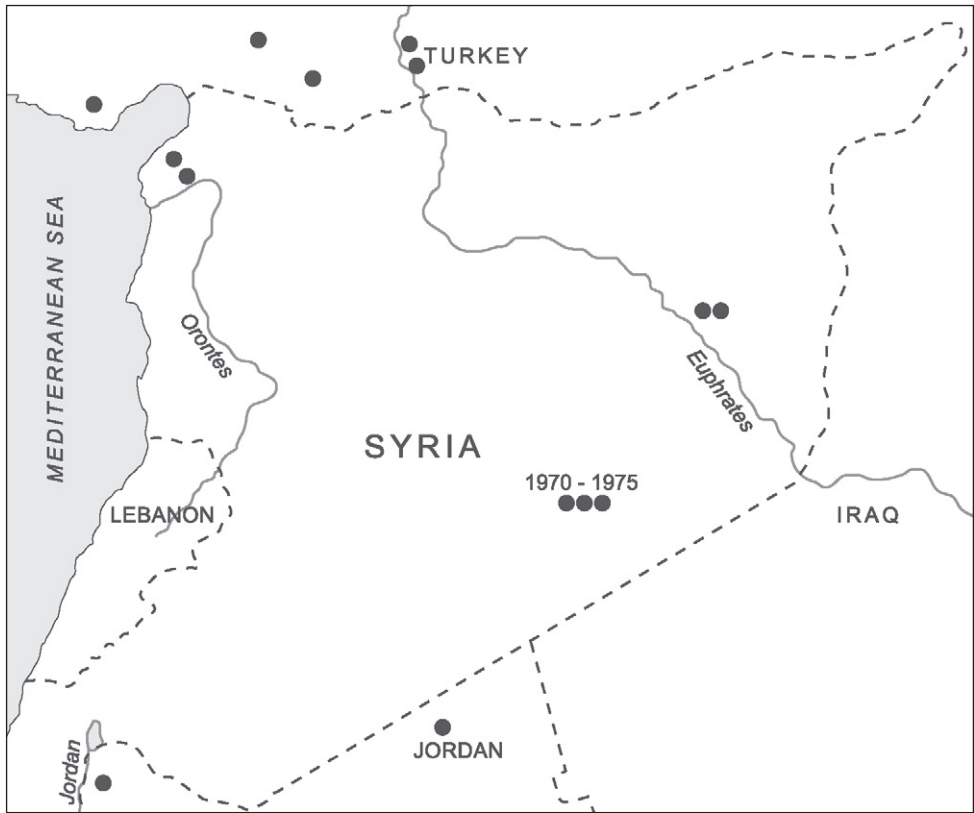 TURKEY
MEDITERRANEAN SEA
Orontes
Euphrates
SYRIA
1970 - 1975
LEBANON
IRAQ
JORDAN
Jordan